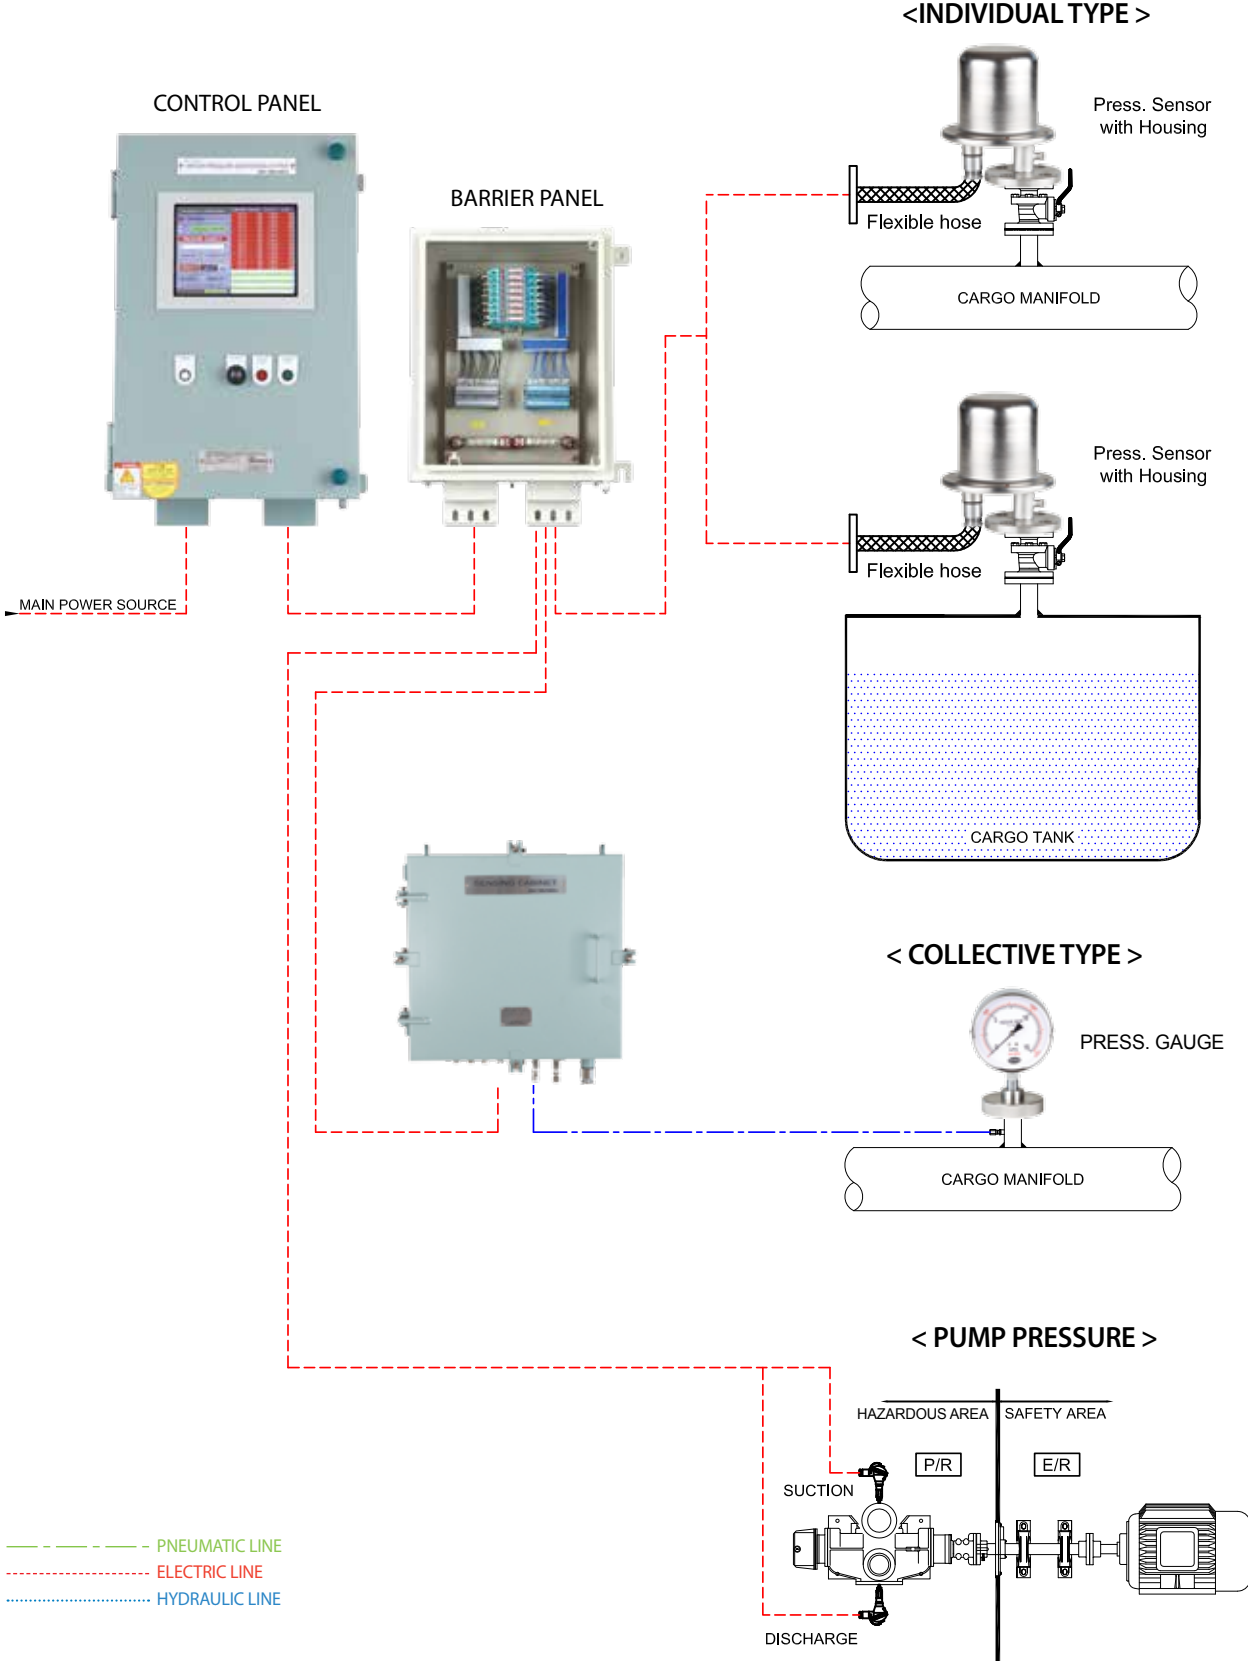 <INDIVIDUAL TYPE >
CONTROL PANEL
Press. Sensor
with Housing
BARRIER PANEL
Flexible hose
CARGO MANIFOLD
Press. Sensor
with Housing
Flexible hose
MAIN POWER SOURCE
CARGO TANK
SENSING CABINET
< COLLECTIVE TYPE >
PRESS. GAUGE
CARGO MANIFOLD
< PUMP PRESSURE >
HAZARDOUS AREA
SAFETY AREA
P/R
E/R
SUCTION
DISCHARGE
PNEUMATIC LINE
ELECTRIC LINE
HYDRAULIC LINE